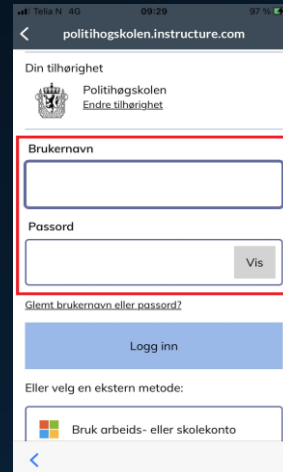 Telia N 4G 09:29 97 %
politihogskolen.instructure.com
Din tilhørighet
Politihøgskolen
Endre tilhørighet
Brukernavn
Passord
Vis
Glemt brukernavn eller passord?
Logg inn
Eller velg en ekstern metode:
Bruk arbeids- eller skolekonto